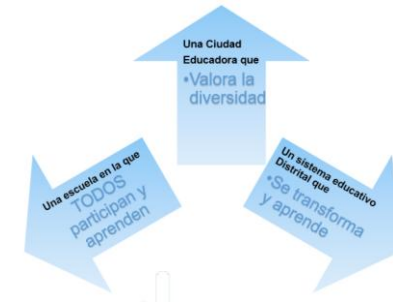 Una Ciudad
Educadora que
•Valora la
diversidad
Una escuela en la que
TODOS
participan y
aprenden
Un sistema educativo
Distrital que
•Se transforma
y aprende